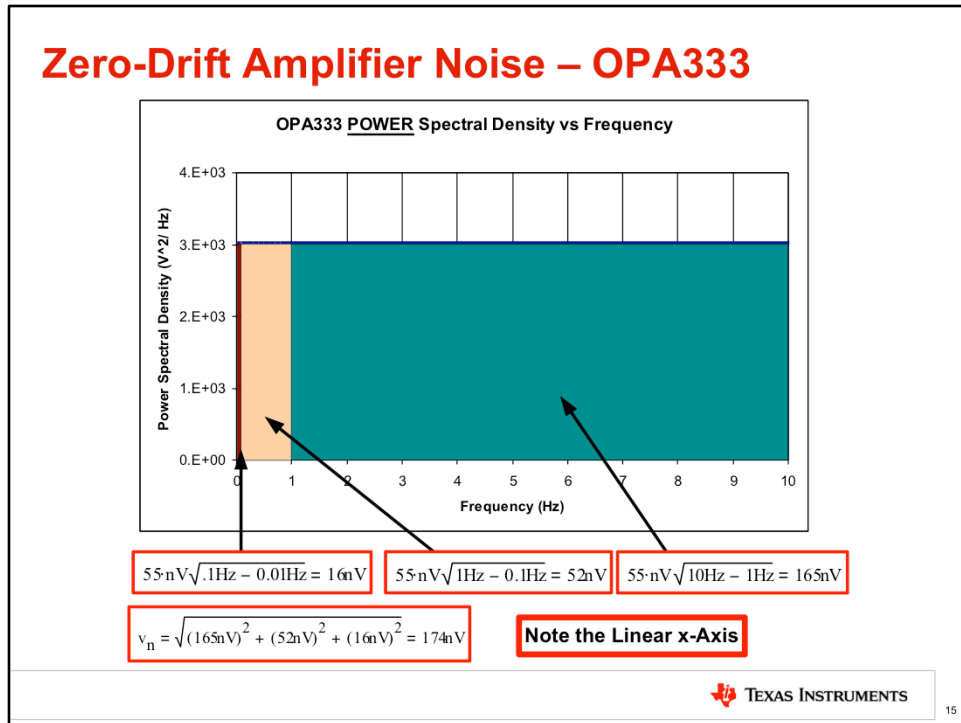 Zero-Drift Amplifier Noise – OPA333
OPA333 POWER Spectral Density vs Frequency
Power Spectral Density (V^2/ Hz)
4.E+03
3.E+03
2.E+03
1.E+03
0.E+00
0 1 2 3 4 5 6 7 8 9 10
Frequency (Hz)
55·nV√.1Hz – 0.01Hz = 16nV
55·nV√1Hz – 0.1Hz = 52nV
55·nV√10Hz – 1Hz = 165nV
vn = √(165nV)² + (52nV)² + (16nV)² = 174nV
Note the Linear x-Axis
TEXAS INSTRUMENTS
15